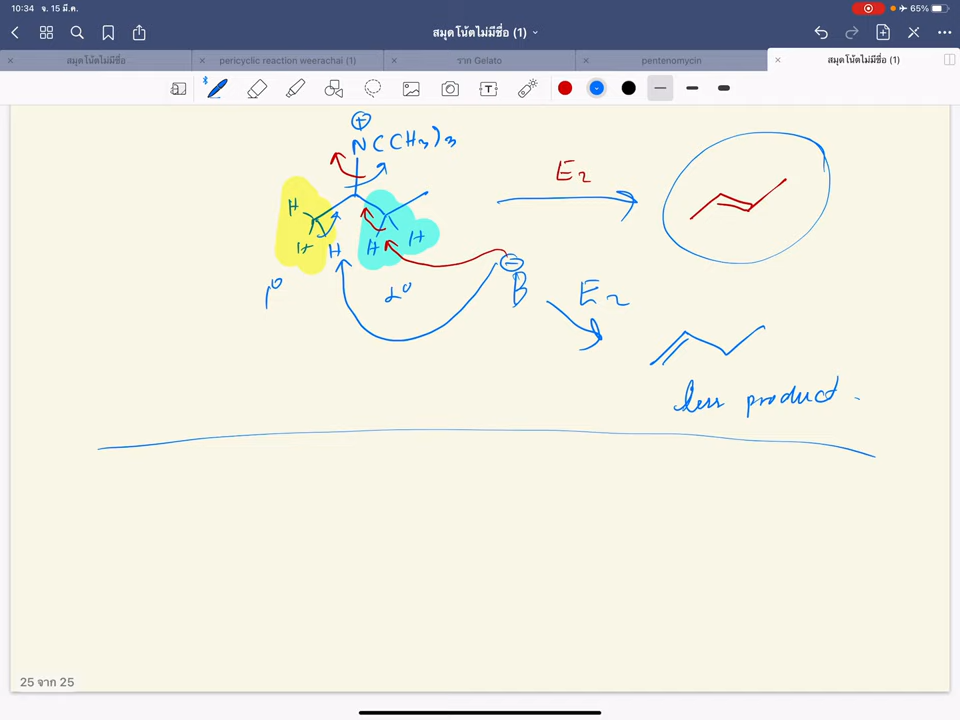 10:34 จ. 15 มี.ค. 65%
สมุดโน้ตไม่มีชื่อ (1)
สมุดโน้ตไม่มีชื่อ pericyclic reaction weerachai (1) ราก Gelato pentenomycin สมุดโน้ตไม่มีชื่อ (1)
+
N(CH3)3
E2
H
H H H H
1° 2°
−
B
E2
less product.
25 จาก 25